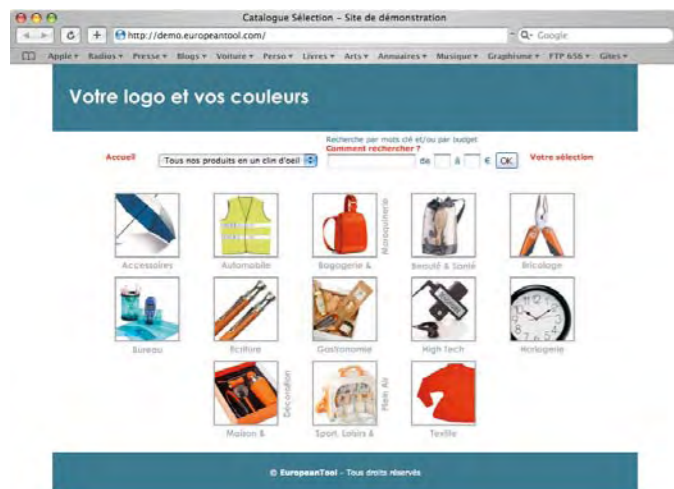 Catalogue Sélection – Site de démonstration
http://demo.europeantool.com/
Q- Google
Apple Radios Presse Blogs Voiture Perso Livres Arts Annuaires Musique Graphisme FTP 656 Gites
Votre logo et vos couleurs
Recherche par mots clé et/ou par budget
Comment rechercher ?
Accueil Tous nos produits en un clin d'oeil de à € OK Votre sélection
Accessoires Automobile Bagagerie & Maroquinerie Beauté & Santé Bricolage
Bureau Ecriture Gastronomie High Tech Horlogerie
Maison & Décoration Sport, Loisirs & Plein Air Textile
© EuropeanTool – Tous droits réservés